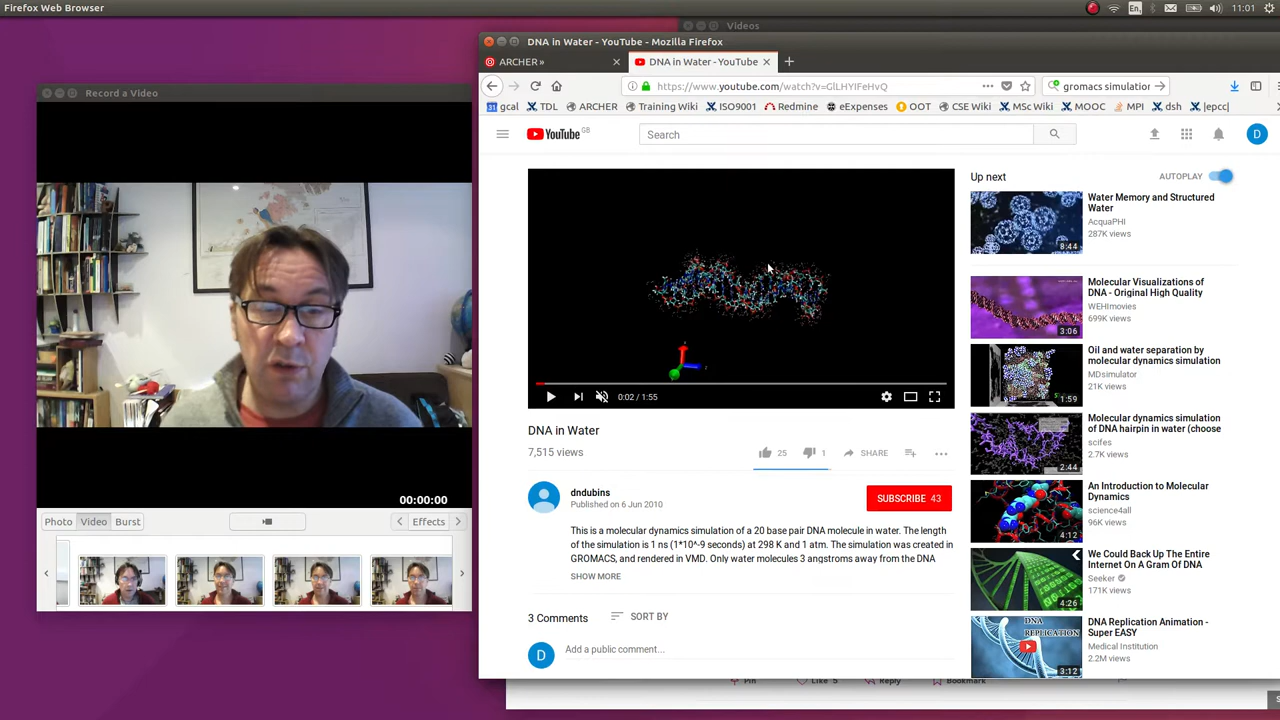 Firefox Web Browser
En
11:01
Videos
Record a Video
DNA in Water - YouTube - Mozilla Firefox
ARCHER »
DNA in Water - YouTube
https://www.youtube.com/watch?v=GlLHYIFeHvQ
gromacs simulation
gcal
TDL
ARCHER
Training Wiki
ISO9001
Redmine
eExpenses
OOT
CSE Wiki
MSc Wiki
MOOC
MPI
dsh
|epcc|
YouTube GB
Search
D
Up next
AUTOPLAY
Water Memory and Structured
Water
AcquaPHI
287K views
8:44
Molecular Visualizations of
DNA - Original High Quality
WEHImovies
699K views
3:06
Oil and water separation by
molecular dynamics simulation
MDsimulator
21K views
1:59
Molecular dynamics simulation
of DNA hairpin in water (choose
scifes
2.7K views
2:44
An Introduction to Molecular
Dynamics
science4all
96K views
4:12
We Could Back Up The Entire
Internet On A Gram Of DNA
Seeker
171K views
4:26
DNA Replication Animation -
Super EASY
Medical Institution
2.2M views
DNA
REPLICATION
3:12
0:02 / 1:55
DNA in Water
7,515 views
25
1
SHARE
dndubins
Published on 6 Jun 2010
SUBSCRIBE 43
This is a molecular dynamics simulation of a 20 base pair DNA molecule in water. The length
of the simulation is 1 ns (1*10^-9 seconds) at 298 K and 1 atm. The simulation was created in
GROMACS, and rendered in VMD. Only water molecules 3 angstroms away from the DNA
SHOW MORE
3 Comments
SORT BY
D
Add a public comment...
Pin
Like 5
Reply
Bookmark
00:00:00
Photo
Video
Burst
Effects